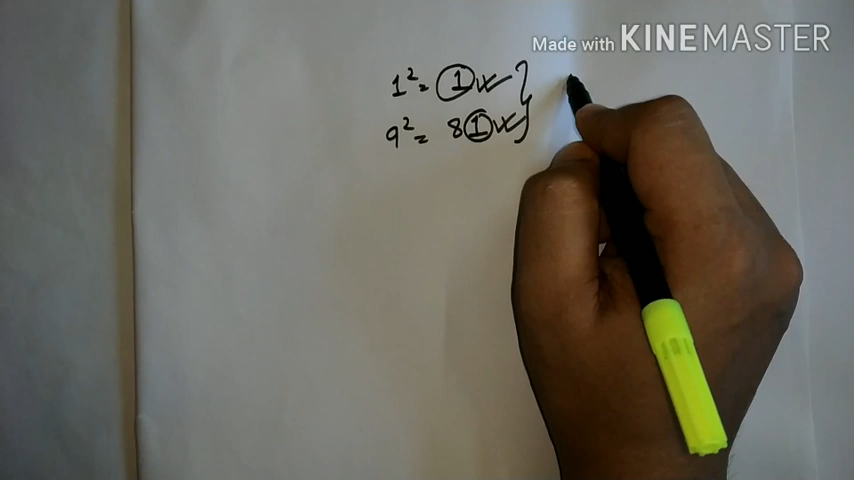 Made with KINEMASTER
1² = 1
9² = 81